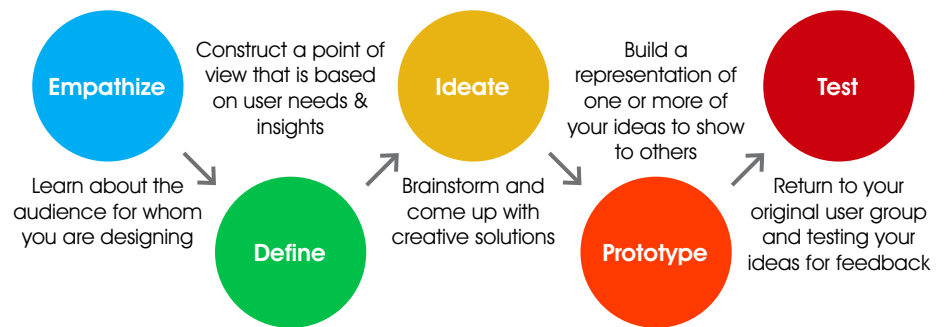 Empathize
Learn about the
audience for whom
you are designing
Construct a point of
view that is based
on user needs &
insights
Define
Ideate
Brainstorm and
come up with
creative solutions
Build a
representation of
one or more of
your ideas to show
to others
Prototype
Test
Return to your
original user group
and testing your
ideas for feedback